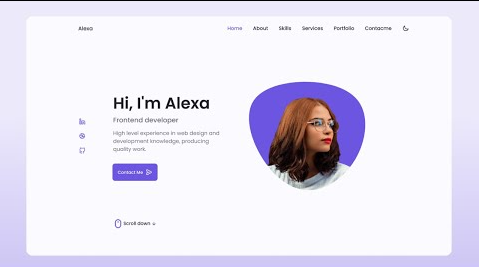 Alexa
Home About Skills Services Portfolio Contacme
Hi, I'm Alexa
Frontend developer
High level experience in web design and
development knowledge, producing
quality work.
Contact Me
Scroll down